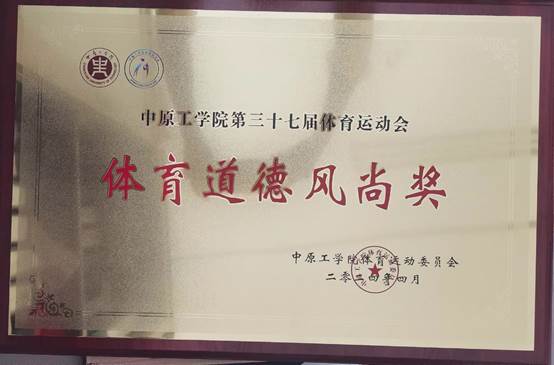 中原工学院第三十七届体育运动会
体育道德风尚奖
中原工学院体育运动委员会
二零二四年四月